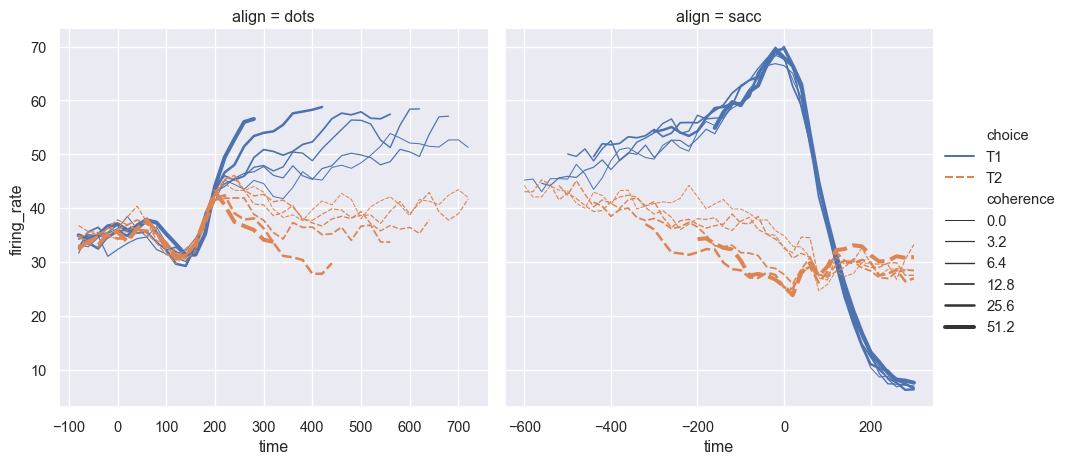 align = dots
align = sacc
firing_rate
70
60
50
40
30
20
10
−100 0 100 200 300 400 500 600 700
time
−600 −400 −200 0 200
time
choice
T1
T2
coherence
0.0
3.2
6.4
12.8
25.6
51.2